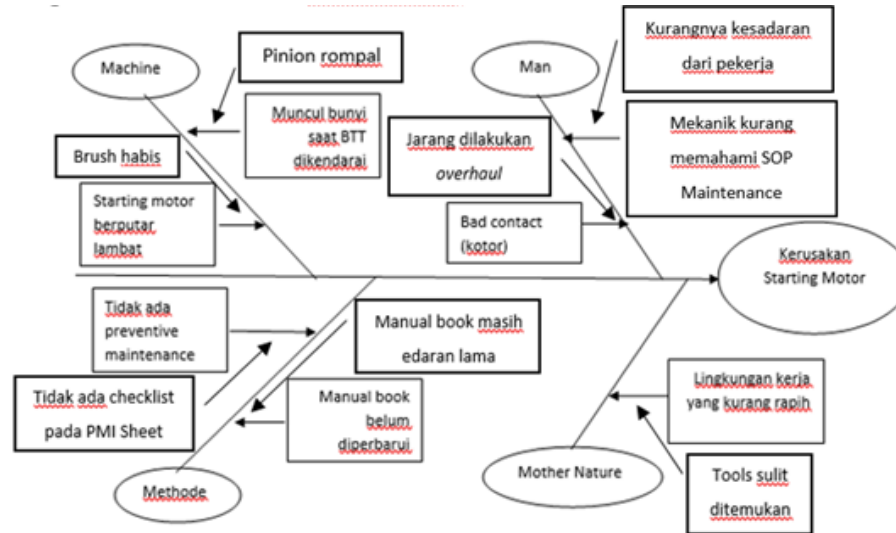 Machine
Pinion rompal
Muncul bunyi
saat BTT
dikendarai
Brush habis
Starting motor
berputar
lambat
Man
Kurangnya kesadaran
dari pekerja
Jarang dilakukan
overhaul
Mekanik kurang
memahami SOP
Maintenance
Bad contact
(kotor)
Kerusakan
Starting Motor
Tidak ada
preventive
maintenance
Manual book masih
edaran lama
Tidak ada checklist
pada PMI Sheet
Manual book
belum
diperbarui
Methode
Lingkungan kerja
yang kurang rapih
Mother Nature
Tools sulit
ditemukan